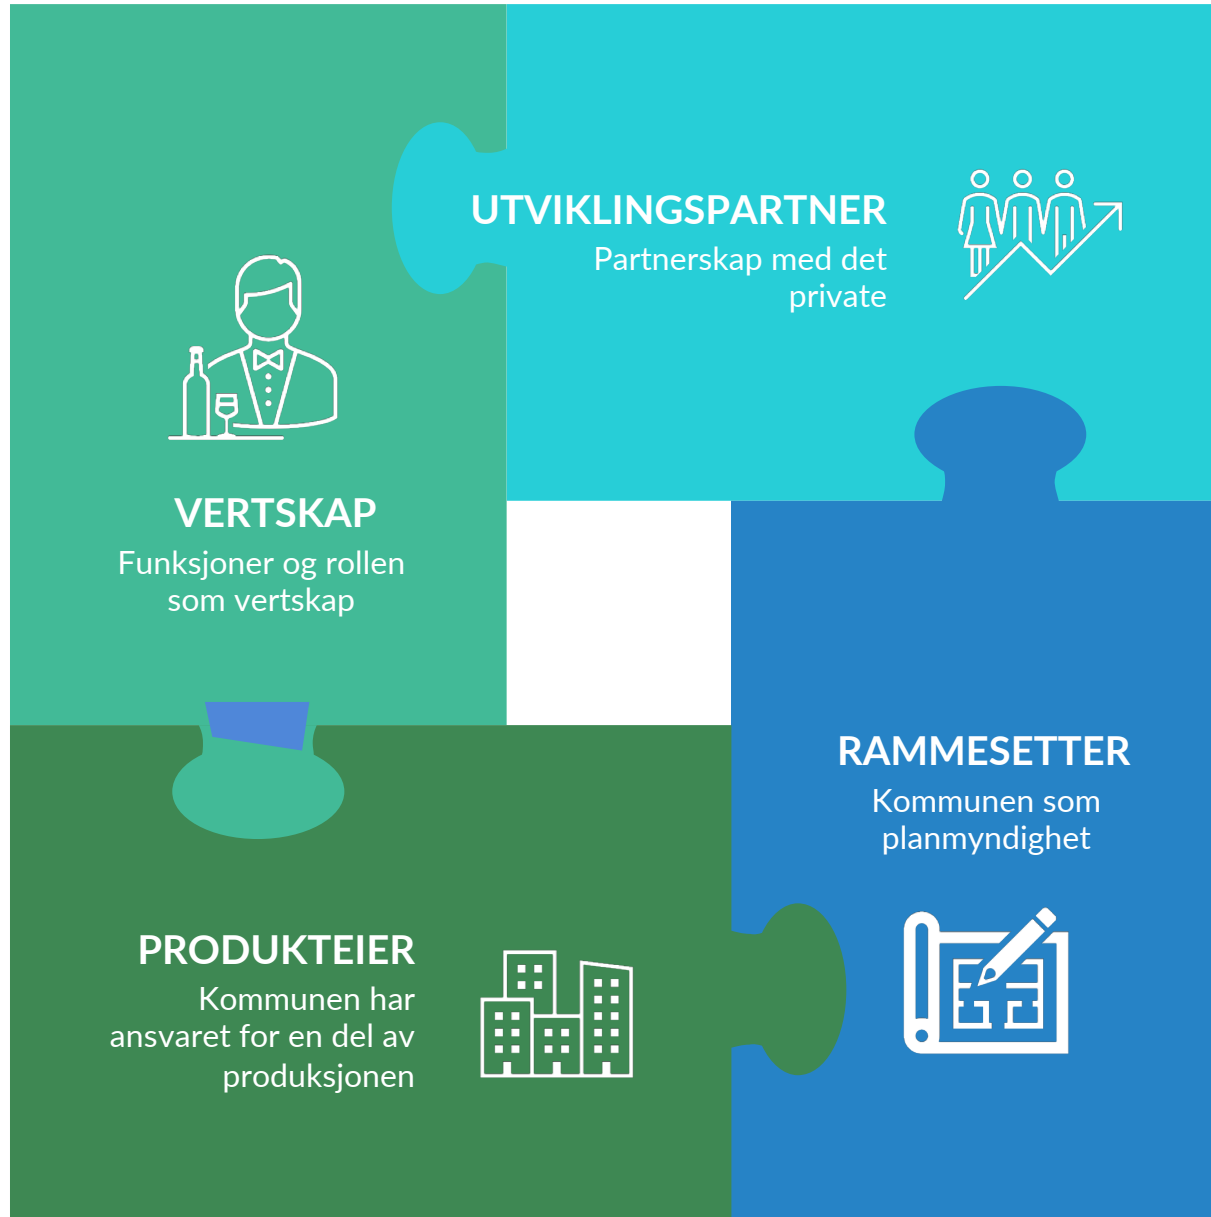 UTVIKLINGSPARTNER
Partnerskap med det
private
VERTSKAP
Funksjoner og rollen
som vertskap
RAMMESETTER
Kommunen som
planmyndighet
PRODUKTEIER
Kommunen har
ansvaret for en del av
produksjonen